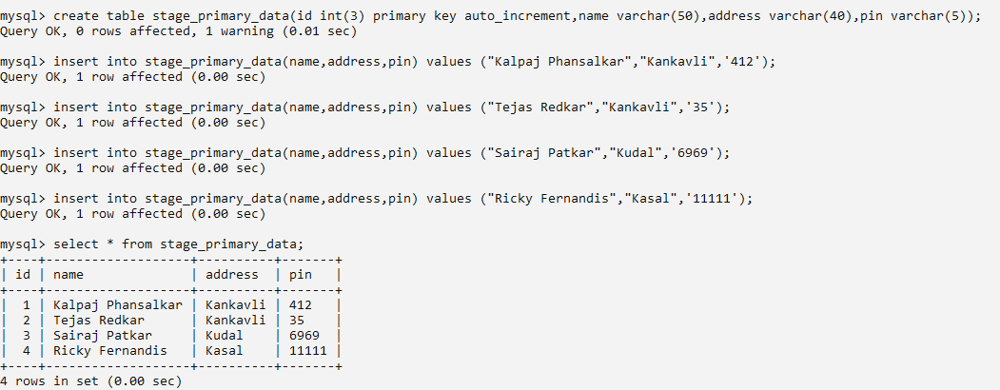 mysql> create table stage_primary_data(id int(3) primary key auto_increment,name varchar(50),address varchar(40),pin varchar(5));
Query OK, 0 rows affected, 1 warning (0.01 sec)
mysql> insert into stage_primary_data(name,address,pin) values ("Kalpaj Phansalkar","Kankavli",'412');
Query OK, 1 row affected (0.00 sec)
mysql> insert into stage_primary_data(name,address,pin) values ("Tejas Redkar","Kankavli",'35');
Query OK, 1 row affected (0.00 sec)
mysql> insert into stage_primary_data(name,address,pin) values ("Sairaj Patkar","Kudal",'6969');
Query OK, 1 row affected (0.00 sec)
mysql> insert into stage_primary_data(name,address,pin) values ("Ricky Fernandis","Kasal",'11111');
Query OK, 1 row affected (0.00 sec)
mysql> select * from stage_primary_data;
+----+-------------------+----------+-------+
| id | name              | address  | pin   |
+----+-------------------+----------+-------+
|  1 | Kalpaj Phansalkar | Kankavli | 412   |
|  2 | Tejas Redkar      | Kankavli | 35    |
|  3 | Sairaj Patkar     | Kudal    | 6969  |
|  4 | Ricky Fernandis   | Kasal    | 11111 |
+----+-------------------+----------+-------+
4 rows in set (0.00 sec)